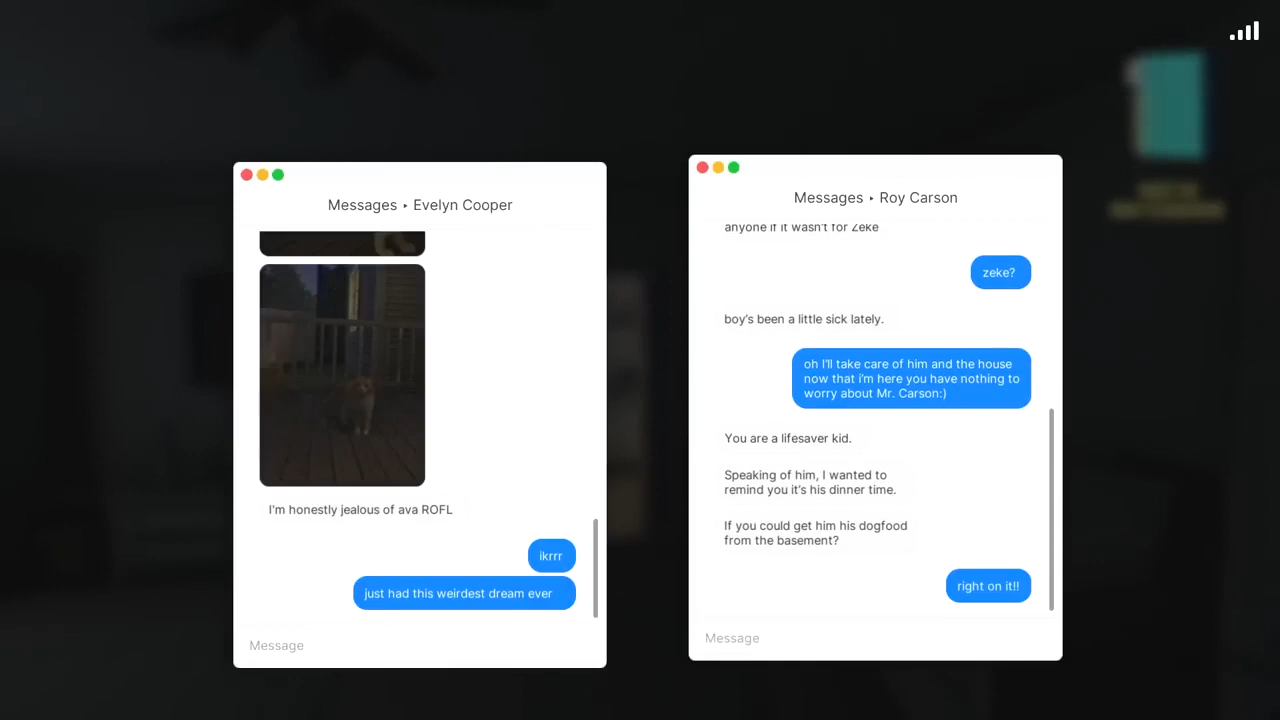 Messages ‣ Evelyn Cooper
I'm honestly jealous of ava ROFL
ikrrr
just had this weirdest dream ever
Message
Messages ‣ Roy Carson
anyone if it wasn't for Zeke
zeke?
boy's been a little sick lately.
oh I'll take care of him and the house
now that i'm here you have nothing to
worry about Mr. Carson:)
You are a lifesaver kid.
Speaking of him, I wanted to
remind you it's his dinner time.
If you could get him his dogfood
from the basement?
right on it!!
Message